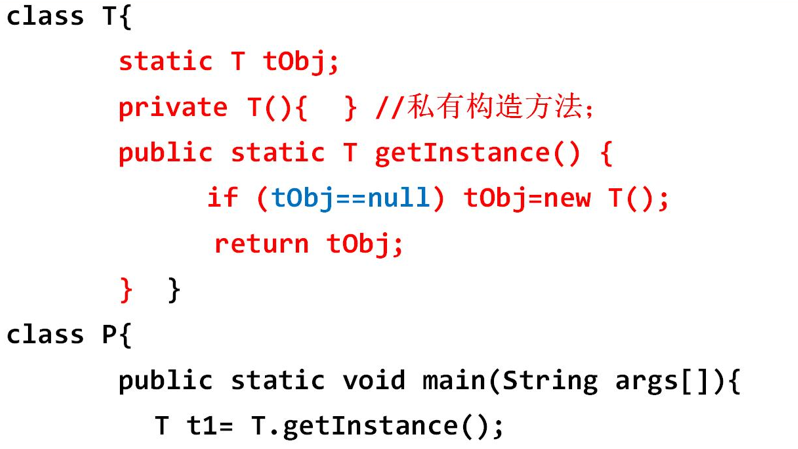 class T{
static T tObj;
private T(){  } //私有构造方法;
public static T getInstance() {
if (tObj==null) tObj=new T();
return tObj;
}  }
class P{
public static void main(String args[]){
T t1= T.getInstance();